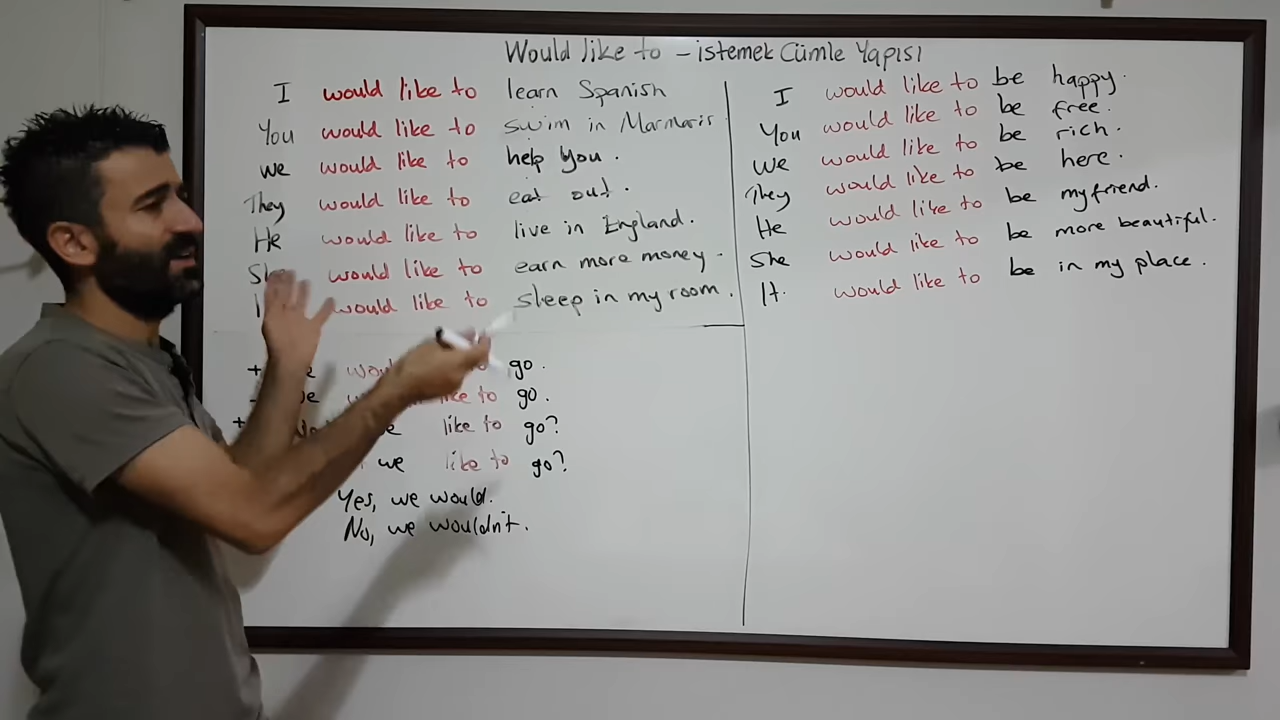 Would like to – istemek Cümle Yapısı
I would like to learn Spanish
You would like to swim in Marmaris
we would like to help you.
They would like to eat out.
He would like to live in England.
She would like to earn more money.
would like to sleep in my room.
+ go.
like to go.
+ like to go?
we like to go?
Yes, we would.
No, we wouldn't.
I would like to be happy.
You would like to be free.
We would like to be rich.
They would like to be here.
He would like to be my friend.
She would like to be more beautiful.
It would like to be in my place.